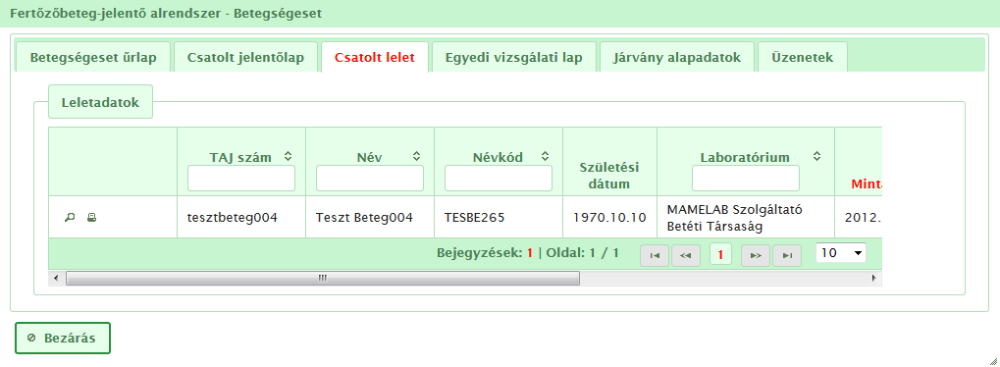 Fertőzőbeteg-jelentő alrendszer - Betegségeset
Betegségeset űrlap Csatolt jelentőlap Csatolt lelet Egyedi vizsgálati lap Járvány alapadatok Üzenetek
Leletadatok
TAJ szám Név Névkód Születési dátum Laboratórium Mint
tesztbeteg004 Teszt Beteg004 TESBE265 1970.10.10 MAMELAB Szolgáltató Betéti Társaság 2012.
Bejegyzések: 1 | Oldal: 1 / 1 1 10
Bezárás